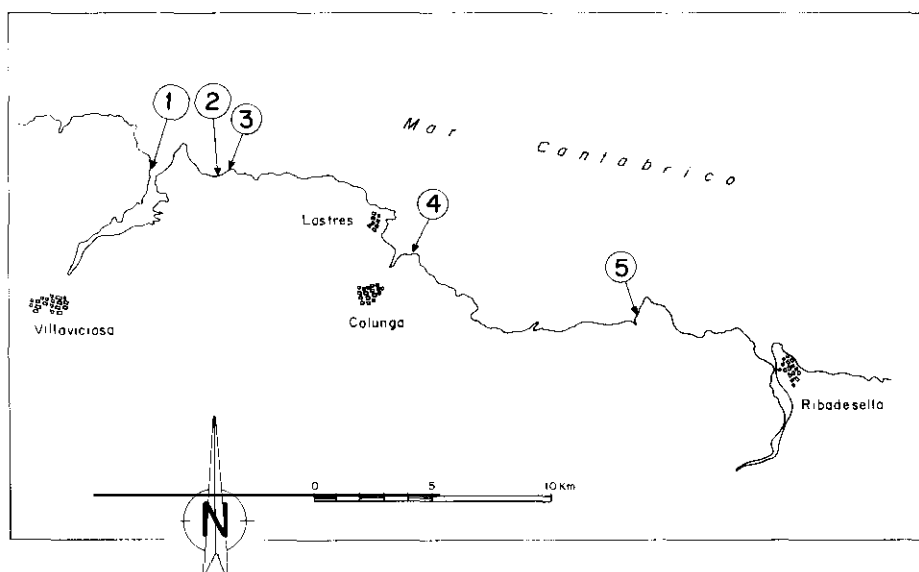 1
2
3
Mar Cantabrico
Lastres
4
5
Villaviciosa
Colunga
Ribadesella
0 5 10 Km
N